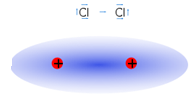 Cl – Cl
+ +